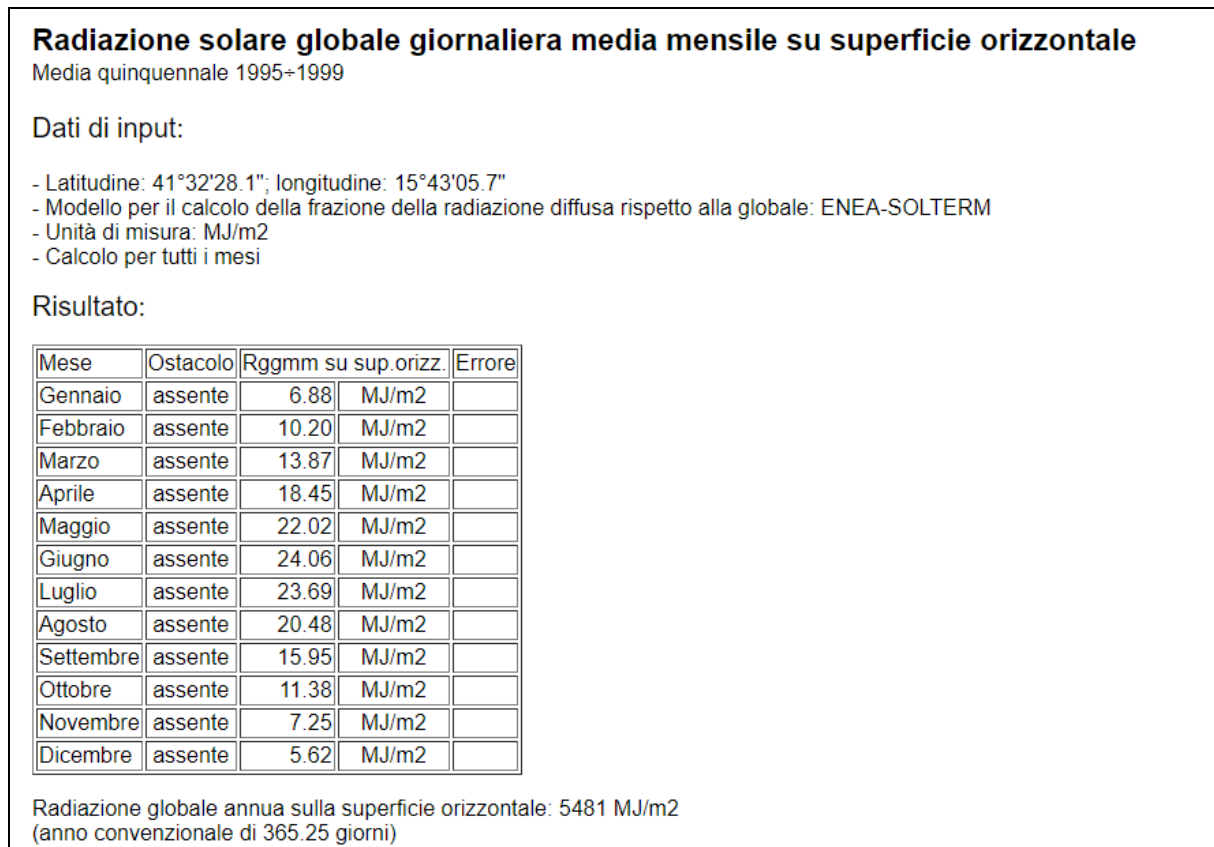 Radiazione solare globale giornaliera media mensile su superficie orizzontale
Media quinquennale 1995÷1999
Dati di input:
- Latitudine: 41°32'28.1"; longitudine: 15°43'05.7"
- Modello per il calcolo della frazione della radiazione diffusa rispetto alla globale: ENEA-SOLTERM
- Unità di misura: MJ/m2
- Calcolo per tutti i mesi
Risultato:
Mese Ostacolo Rggmm su sup.orizz. Errore
Gennaio assente 6.88 MJ/m2
Febbraio assente 10.20 MJ/m2
Marzo assente 13.87 MJ/m2
Aprile assente 18.45 MJ/m2
Maggio assente 22.02 MJ/m2
Giugno assente 24.06 MJ/m2
Luglio assente 23.69 MJ/m2
Agosto assente 20.48 MJ/m2
Settembre assente 15.95 MJ/m2
Ottobre assente 11.38 MJ/m2
Novembre assente 7.25 MJ/m2
Dicembre assente 5.62 MJ/m2
Radiazione globale annua sulla superficie orizzontale: 5481 MJ/m2
(anno convenzionale di 365.25 giorni)